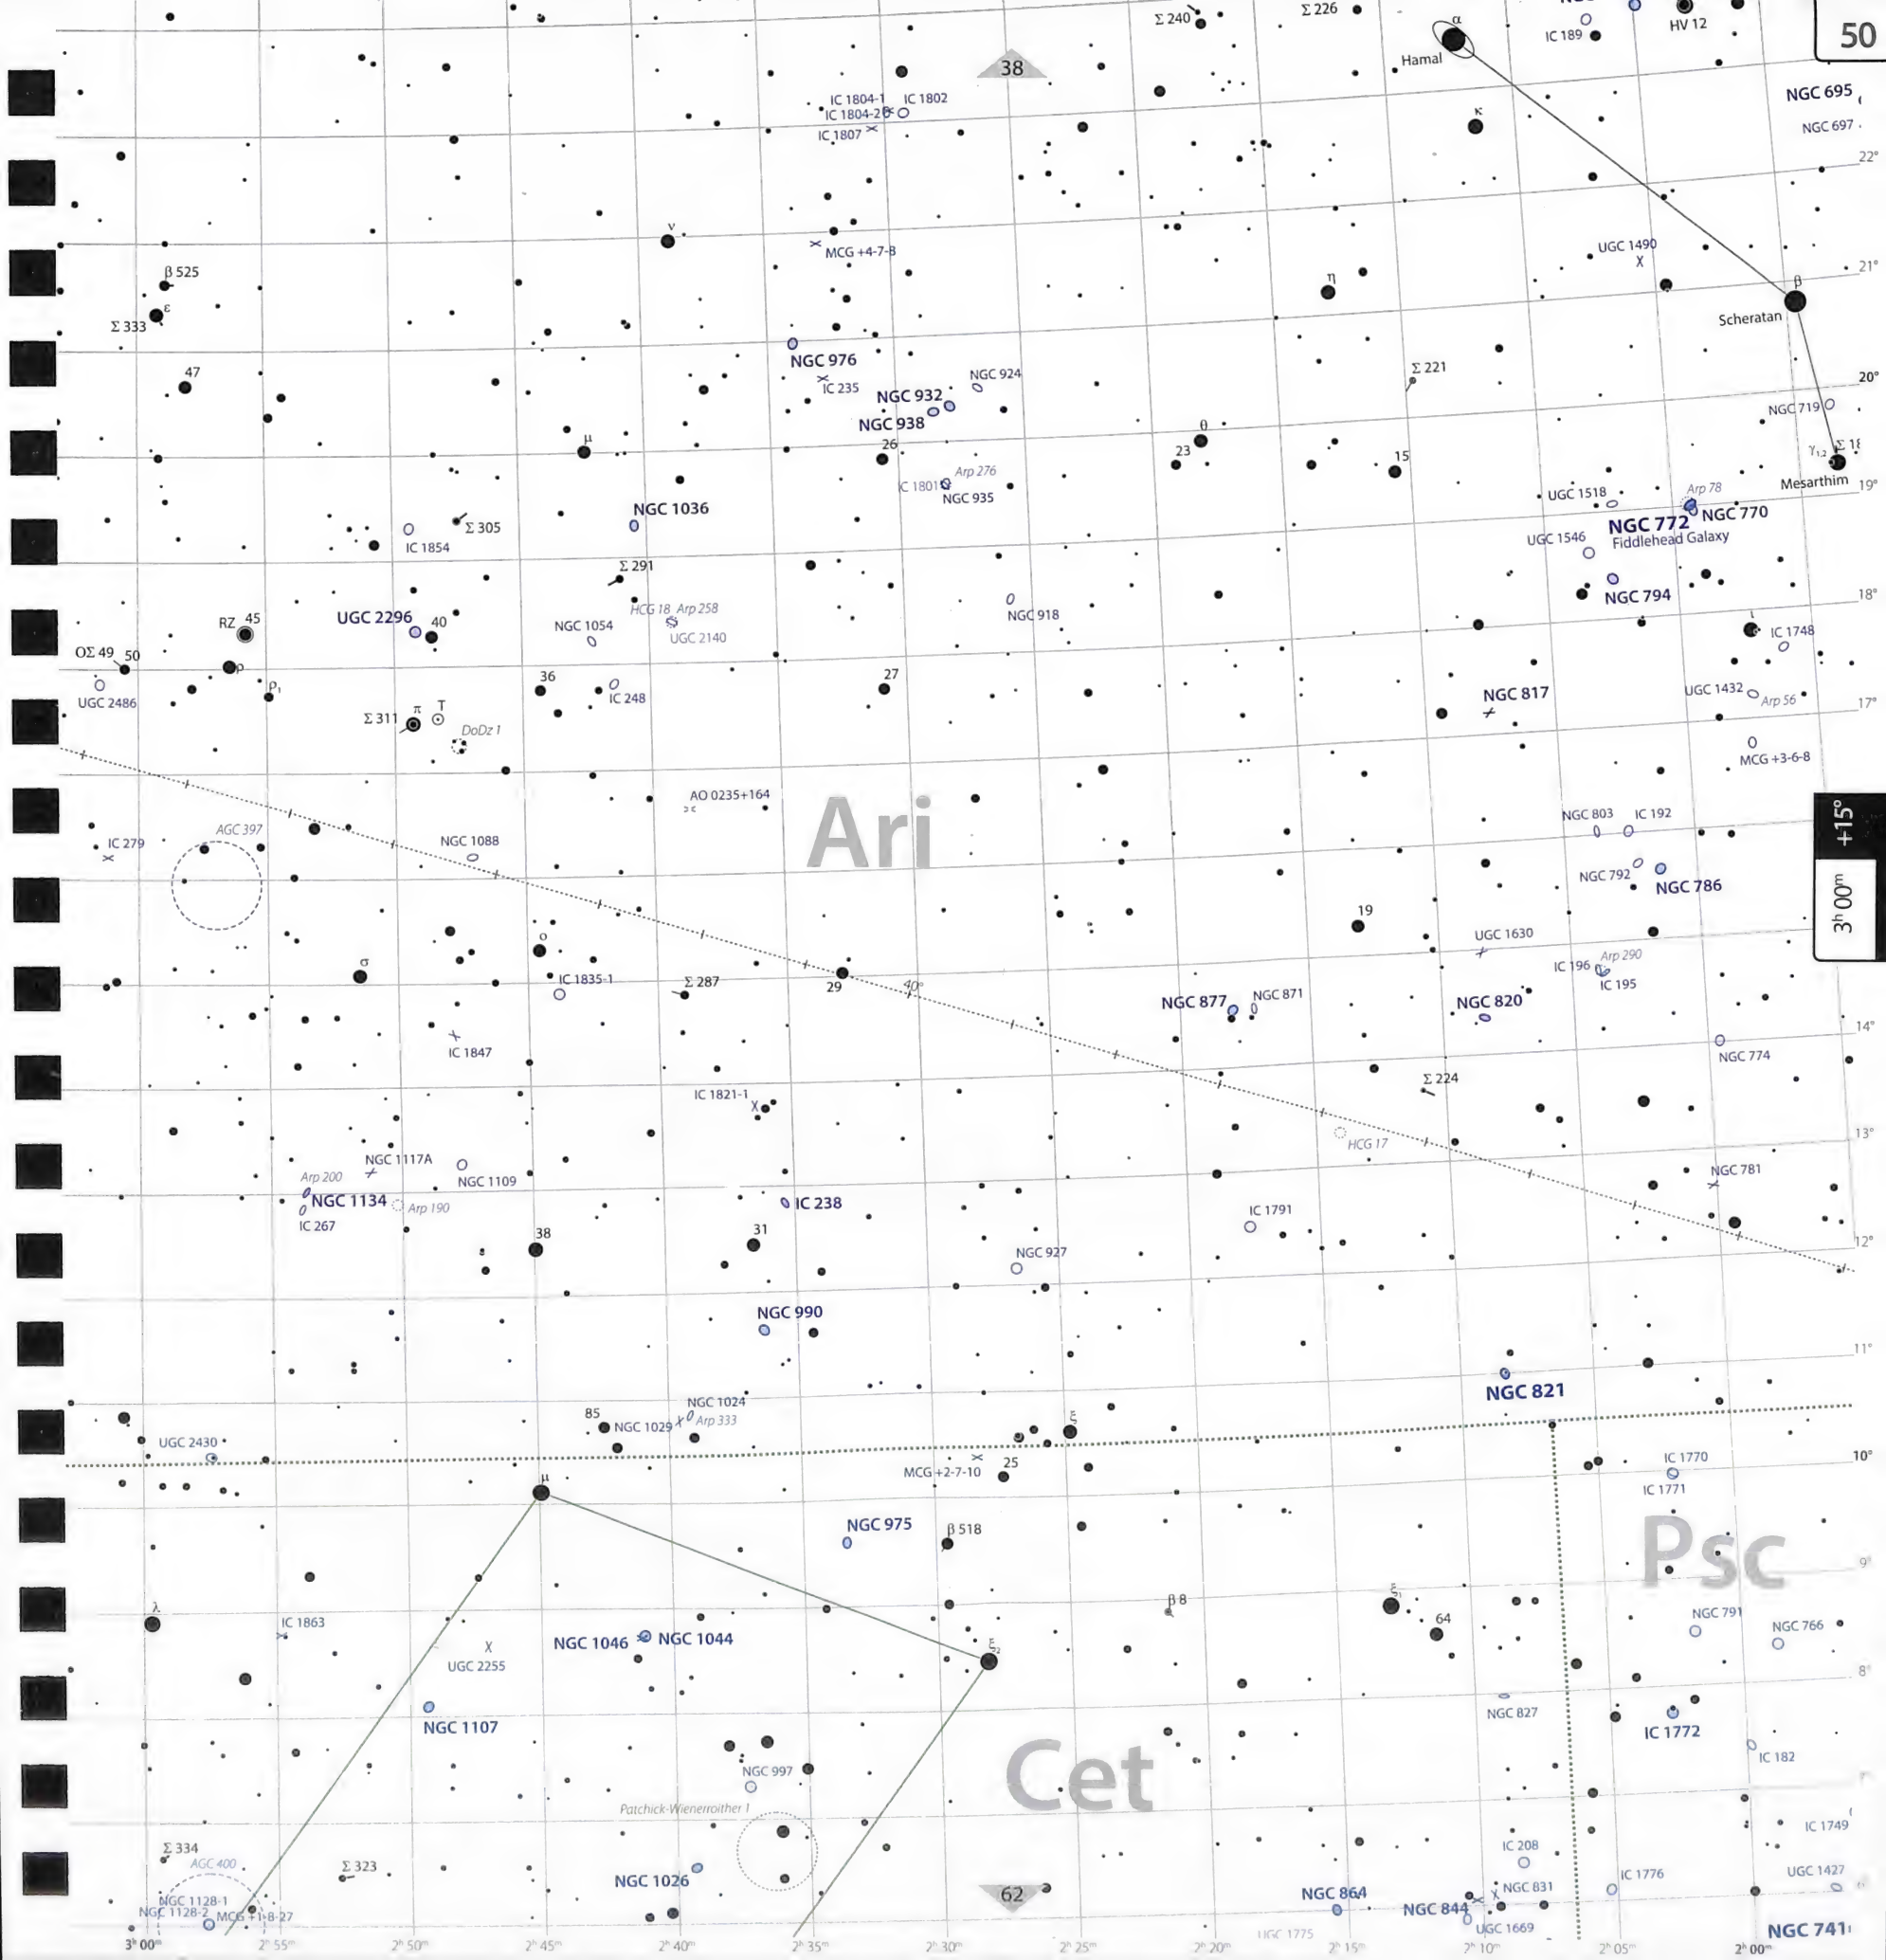 Σ 240
Σ 226
α
HV 12
50
IC 189
Hamal
38
NGC 695
IC 1804-1
IC 1802
IC 1804-2
κ
NGC 697
IC 1807
22°
ν
MCG +4-7-8
UGC 1490
21°
β 525
η
β
ε
Σ 333
Scheratan
NGC 976
47
IC 235
NGC 924
Σ 221
20°
NGC 932
NGC 719
NGC 938
θ
μ
26
23
15
γ1,2
Σ 18
Arp 276
Mesarthim
IC 1801
NGC 935
19°
UGC 1518
Arp 78
NGC 1036
NGC 772
NGC 770
Σ 305
UGC 1546
Fiddlehead Galaxy
IC 1854
Σ 291
NGC 794
18°
HCG 18
Arp 258
NGC 918
RZ
45
UGC 2296
40
NGC 1054
UGC 2140
ι
IC 1748
ΟΣ 49
50
ρ
ρ1
36
IC 248
27
NGC 817
UGC 1432
Arp 56
17°
UGC 2486
π
T
Σ 311
DoDz 1
MCG +3-6-8
AO 0235+164
Ari
NGC 803
IC 192
+15°
AGC 397
IC 279
NGC 1088
NGC 792
NGC 786
3h 00m
19
ο
UGC 1630
σ
Arp 290
IC 1835-1
Σ 287
29
40°
IC 196
IC 195
NGC 877
NGC 871
NGC 820
14°
IC 1847
NGC 774
Σ 224
IC 1821-1
13°
HCG 17
NGC 1117A
NGC 781
Arp 200
NGC 1109
NGC 1134
Arp 190
IC 238
IC 267
IC 1791
38
31
NGC 927
12°
NGC 990
11°
NGC 821
NGC 1024
85
NGC 1029
Arp 333
ξ
UGC 2430
10°
MCG +2-7-10
25
IC 1770
μ
IC 1771
NGC 975
β 518
Psc
9°
λ
IC 1863
β 8
ξ1
64
NGC 791
NGC 766
NGC 1046
NGC 1044
ξ2
UGC 2255
8°
NGC 1107
NGC 827
IC 1772
Cet
IC 182
NGC 997
Patchick-Wienerroither 1
IC 1749
Σ 334
IC 208
AGC 400
Σ 323
NGC 1026
IC 1776
UGC 1427
62
NGC 1128-1
NGC 864
NGC 831
NGC 1128-2
MCG +1-8-27
NGC 844
UGC 1775
UGC 1669
NGC 741
3h 00m
2h 55m
2h 50m
2h 45m
2h 40m
2h 35m
2h 30m
2h 25m
2h 20m
2h 15m
2h 10m
2h 05m
2h 00m